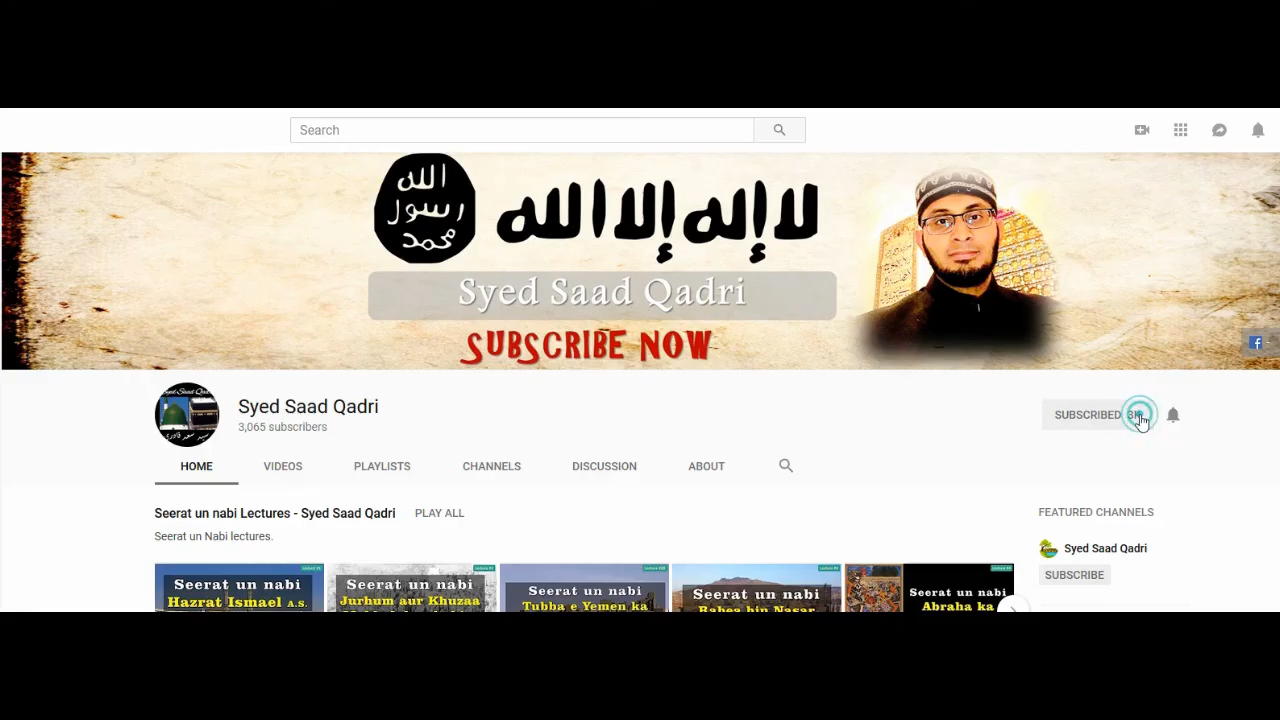 Search
الله
رسول
محمد
لا إله إلا الله
Syed Saad Qadri
SUBSCRIBE NOW
Syed Saad Qadri
3,065 subscribers
SUBSCRIBED
HOME VIDEOS PLAYLISTS CHANNELS DISCUSSION ABOUT
Seerat un nabi Lectures - Syed Saad Qadri PLAY ALL
FEATURED CHANNELS
Seerat un Nabi lectures.
Syed Saad Qadri
SUBSCRIBE
Seerat un nabi
Hazrat Ismael A.S.
Seerat un nabi
Jurhum aur Khuzaa
Seerat un nabi
Tubba e Yemen ka
Seerat un nabi
Rabea bin Nasar
Seerat un nabi
Abraha ka